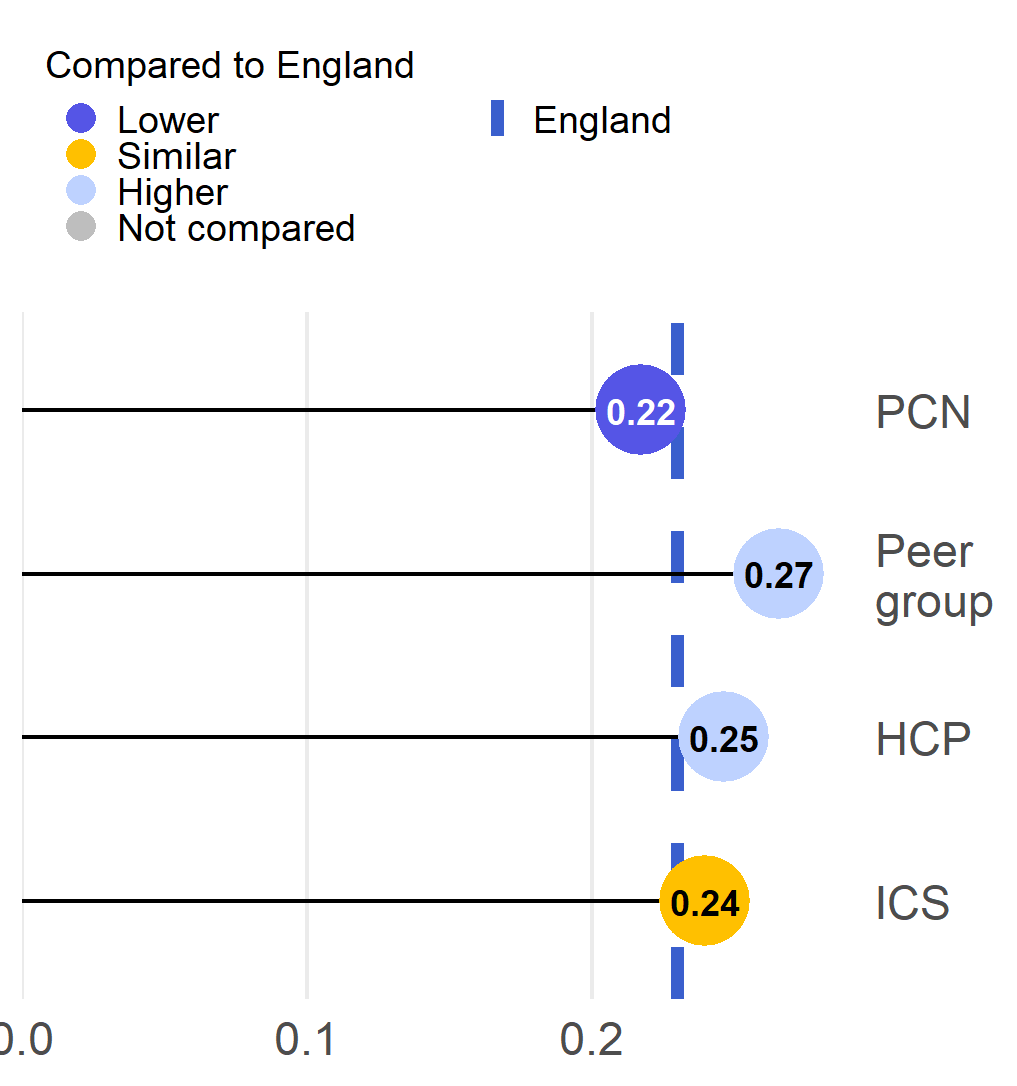 Compared to England
Lower
England
Similar
Higher
Not compared
0.22
PCN
0.27
Peer
group
0.25
HCP
0.24
ICS
0.0
0.1
0.2